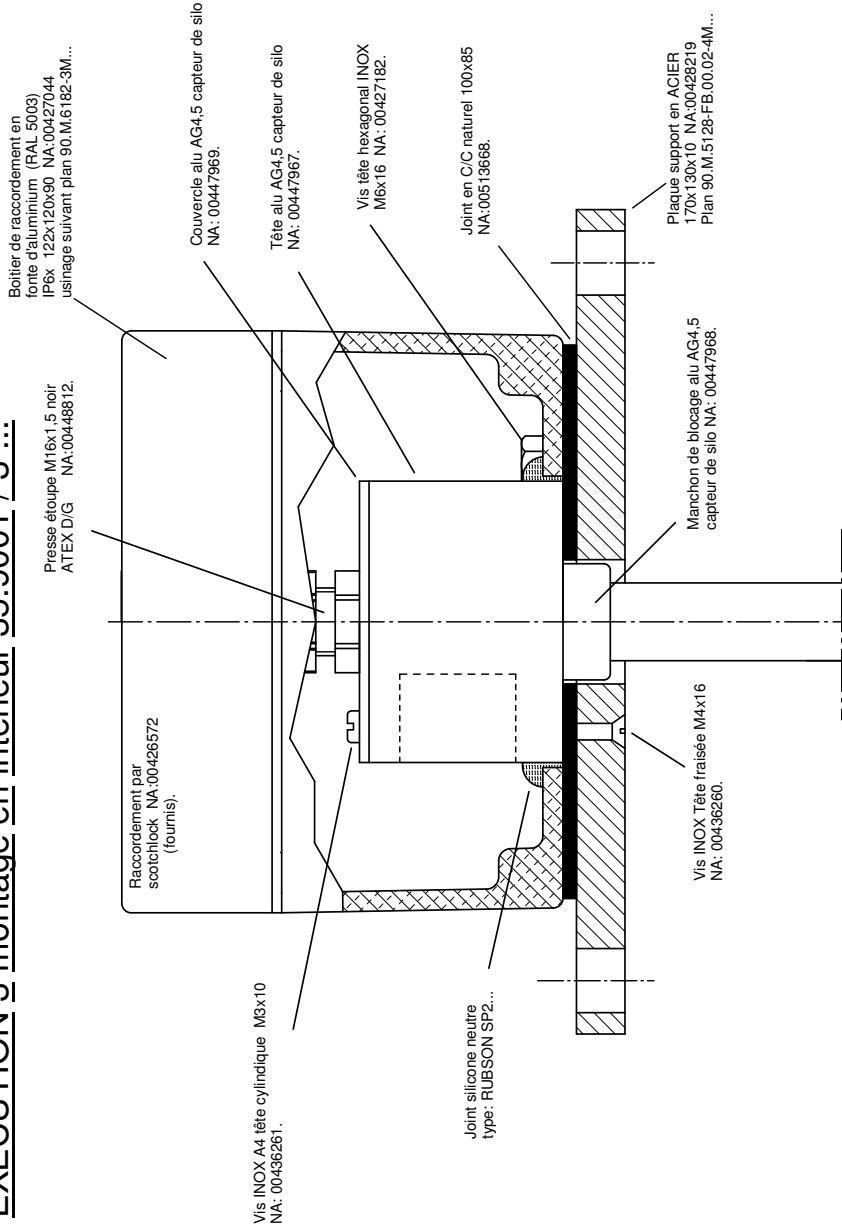 Boitier de raccordement en
fonte d'aluminium (RAL 5003)
IP6x 122x120x90 NA:00427044
usinage suivant plan 90.M.6182-3M...
Couvercle alu AG4,5 capteur de silo
NA: 00447969.
Tête alu AG4,5 capteur de silo
NA: 00447967.
Vis tête hexagonal INOX
M6x16 NA: 00427182.
Joint en C/C naturel 100x85
NA:00513668.
Plaque support en ACIER
170x130x10 NA:00428219
Plan 90.M.5128-FB.00.02-4M...
Presse étoupe M16x1,5 noir
ATEX D/G NA:00448812.
Manchon de blocage alu AG4,5
capteur de silo NA: 00447968.
Raccordement par
scotchlock NA:00426572
(fournis).
Vis INOX Tête fraisée M4x16
NA: 00436260.
Vis INOX A4 tête cylindique M3x10
NA: 00436261.
Joint silicone neutre
type: RUBSON SP2...